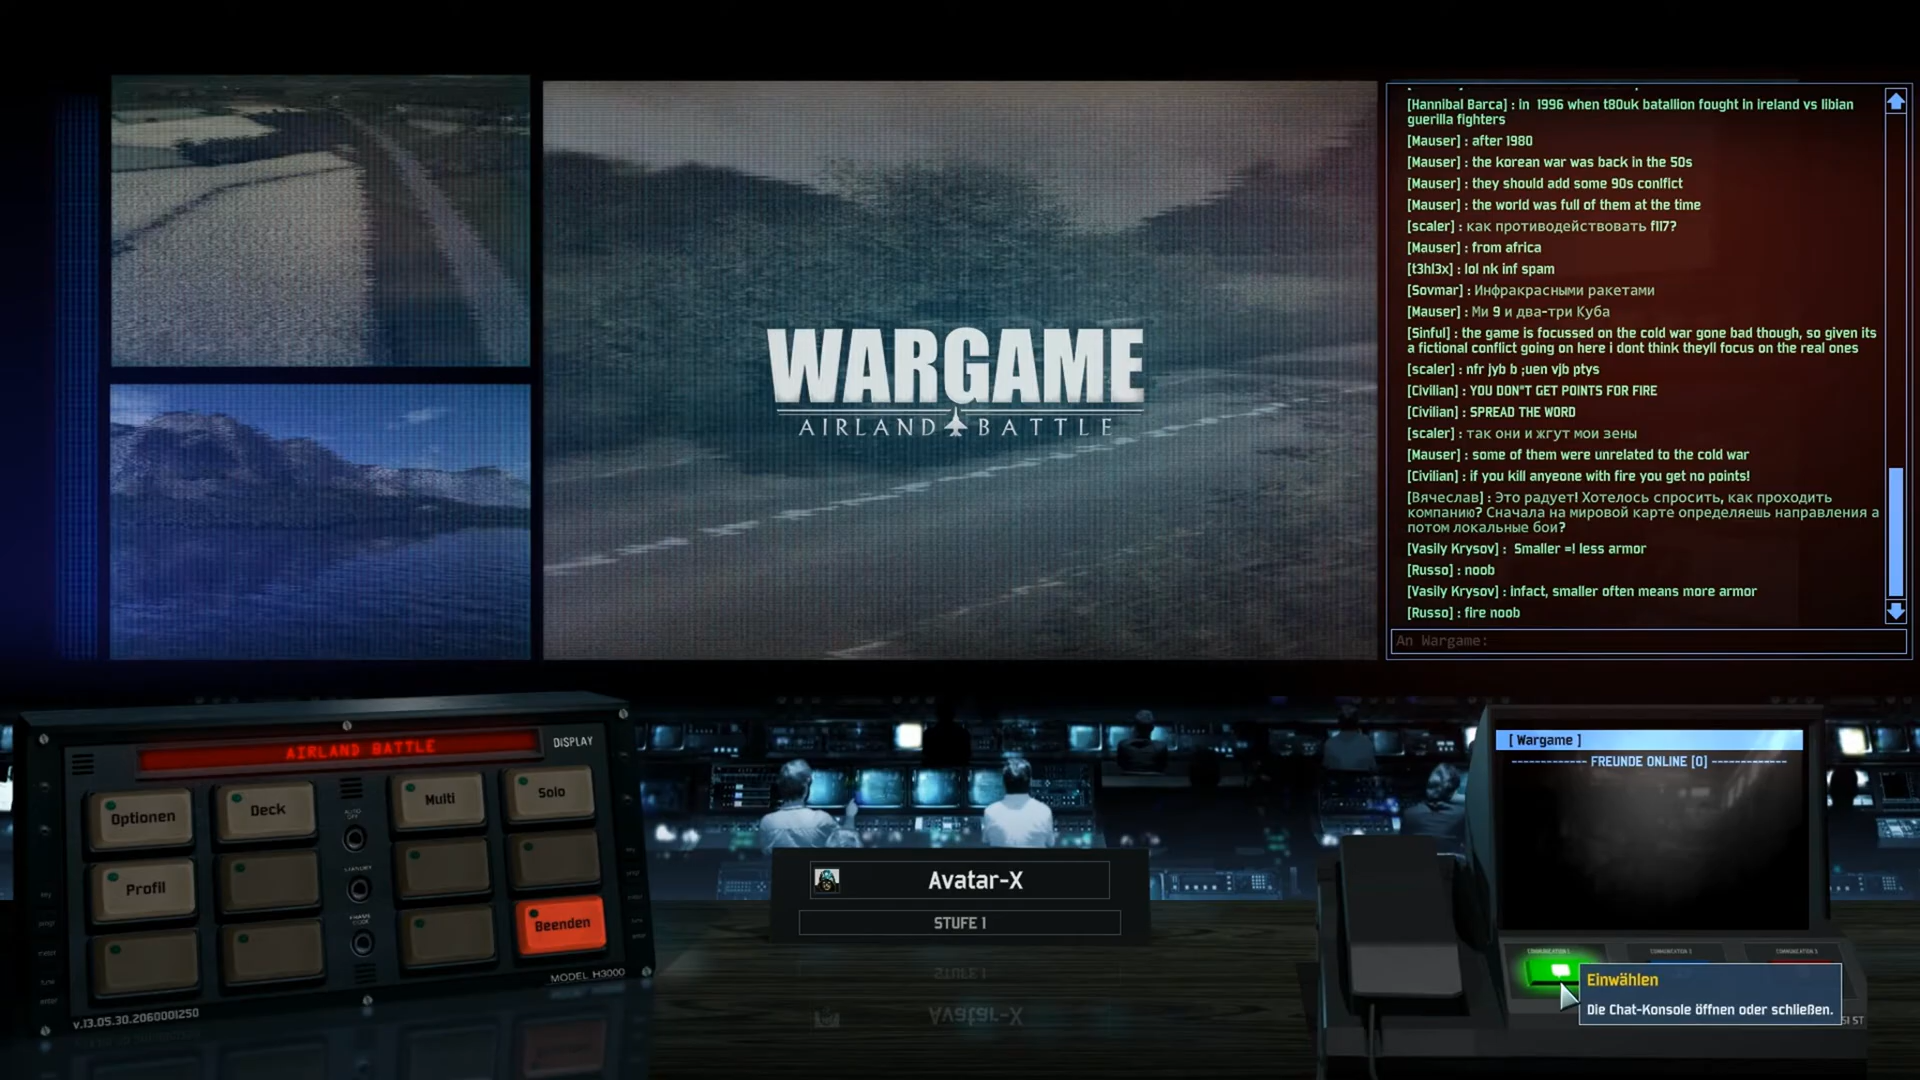 [Hannibal Barca] : in  1996 when t80uk batallion fought in ireland vs libian
guerilla fighters
[Mauser] : after 1980
[Mauser] : the korean war was back in the 50s
[Mauser] : they should add some 90s conlfict
[Mauser] : the world was full of them at the time
[scaler] : как противодействовать f117?
[Mauser] : from africa
[t3hl3x] : lol nk inf spam
[Sovmar] : Инфракрасными ракетами
[Mauser] : Ми 9 и два-три Куба
[Sinful] : the game is focussed on the cold war gone bad though, so given its
a fictional conflict going on here i dont think theyll focus on the real ones
[scaler] : nfr jyb b ;uen vjb ptys
[Civilian] : YOU DON"T GET POINTS FOR FIRE
[Civilian] : SPREAD THE WORD
[scaler] : так они и жгут мои зены
[Mauser] : some of them were unrelated to the cold war
[Civilian] : if you kill anyeone with fire you get no points!
[Вячеслав] : Это радует! Хотелось спросить, как проходить
компанию? Сначала на мировой карте определяешь направления а
потом локальные бои?
[Vasily Krysov] :  Smaller =! less armor
[Russo] : noob
[Vasily Krysov] : infact, smaller often means more armor
[Russo] : fire noob
An Wargame:
WARGAME
AIRLAND BATTLE
AIRLAND BATTLE
DISPLAY
Optionen
Deck
Multi
Solo
Profil
Beenden
MODEL H3000
v.13.05.30.2060001250
Avatar-X
STUFE 1
[ Wargame ]
------------- FREUNDE ONLINE [0] -------------
COMMUNICATION 1
COMMUNICATION 2
COMMUNICATION 3
Einwählen
Die Chat-Konsole öffnen oder schließen.